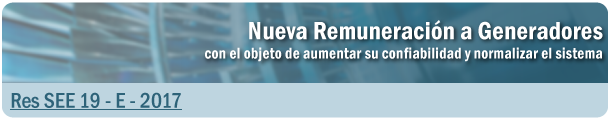 Nueva Remuneración a Generadores
con el objeto de aumentar su confiabilidad y normalizar el sistema
Res SEE 19 - E - 2017